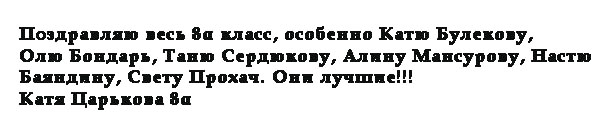 Поздравляю весь 8а класс, особенно Катю Булекову,
Олю Бондарь, Таню Сердюкову, Алину Мансурову, Настю
Баяндину, Свету Прохач. Они лучшие!!!
Катя Царькова 8а